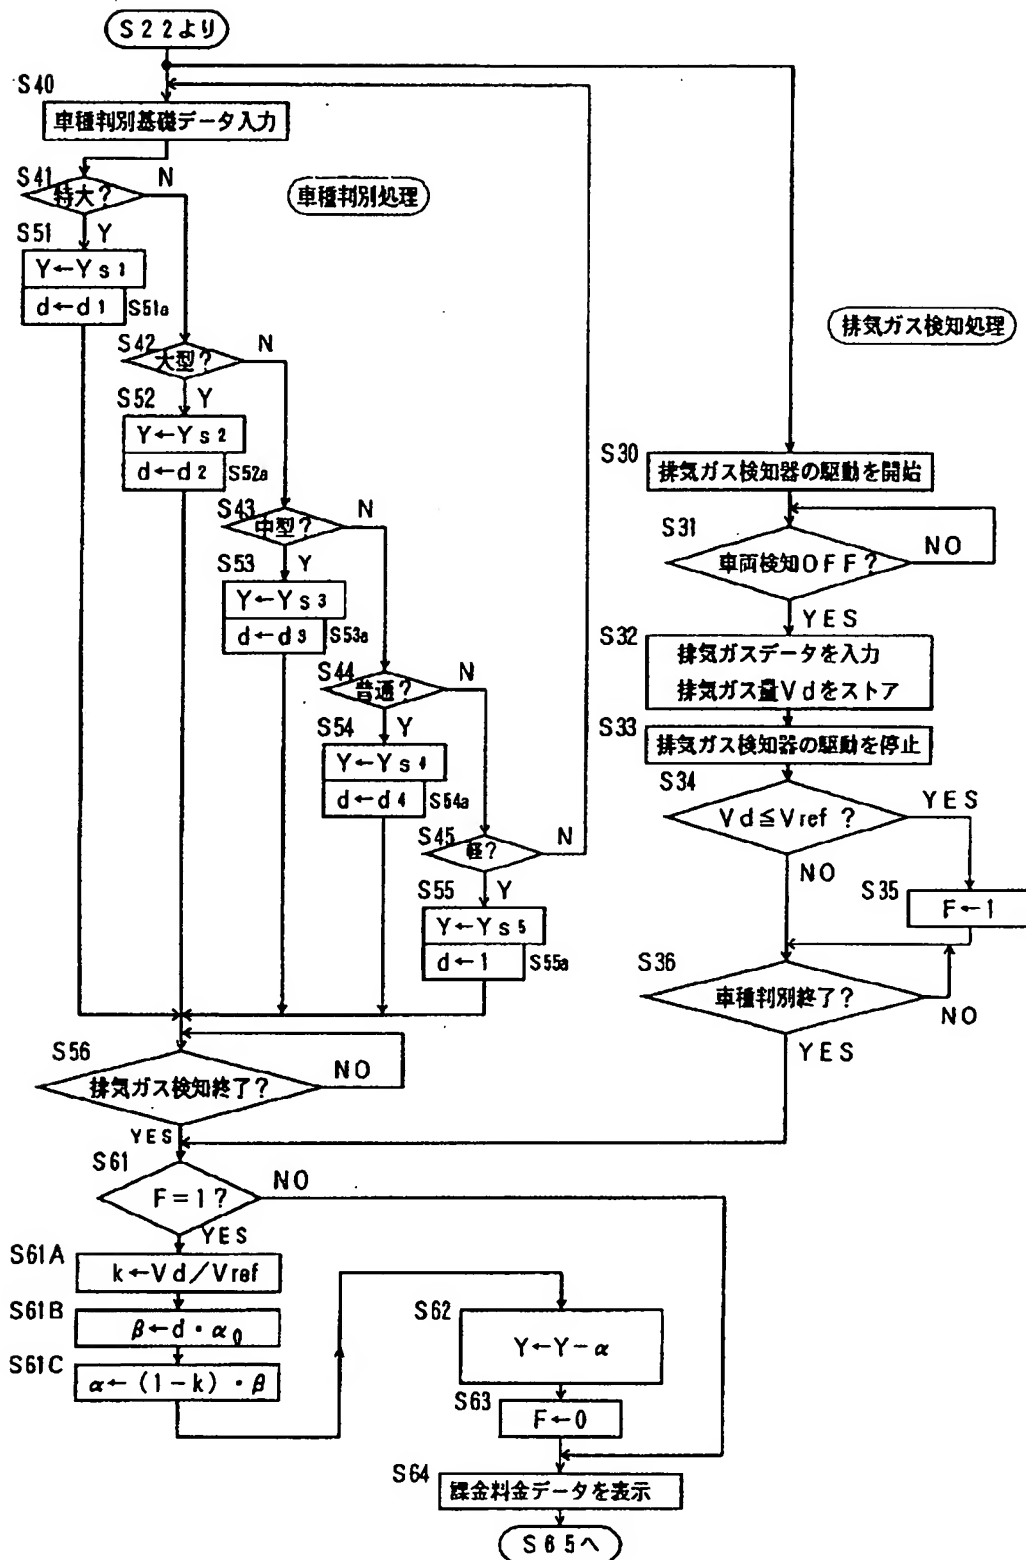 S22より
S40
車種判別基礎データ入力
S41
特大?
N
車種判別処理
S51
Y
Y←Ys1
d←d1
S51a
排気ガス検知処理
S42
大型?
N
S52
Y
Y←Ys2
d←d2
S52a
S43
中型?
N
S53
Y
Y←Ys3
d←d3
S53a
S44
普通?
N
S54
Y
Y←Ys4
d←d4
S54a
S45
軽?
N
S55
Y
Y←Ys5
d←1
S55a
S30
排気ガス検知器の駆動を開始
S31
車両検知OFF?
NO
YES
S32
排気ガスデータを入力
排気ガス量Vdをストア
S33
排気ガス検知器の駆動を停止
S34
Vd≦Vref?
YES
NO
S35
F←1
S36
車種判別終了?
NO
YES
S56
排気ガス検知終了?
NO
YES
S61
F=1?
NO
YES
S61A
k←Vd/Vref
S61B
β←d・α0
S61C
α←(1-k)・β
S62
Y←Y-α
S63
F←0
S64
課金料金データを表示
S65へ